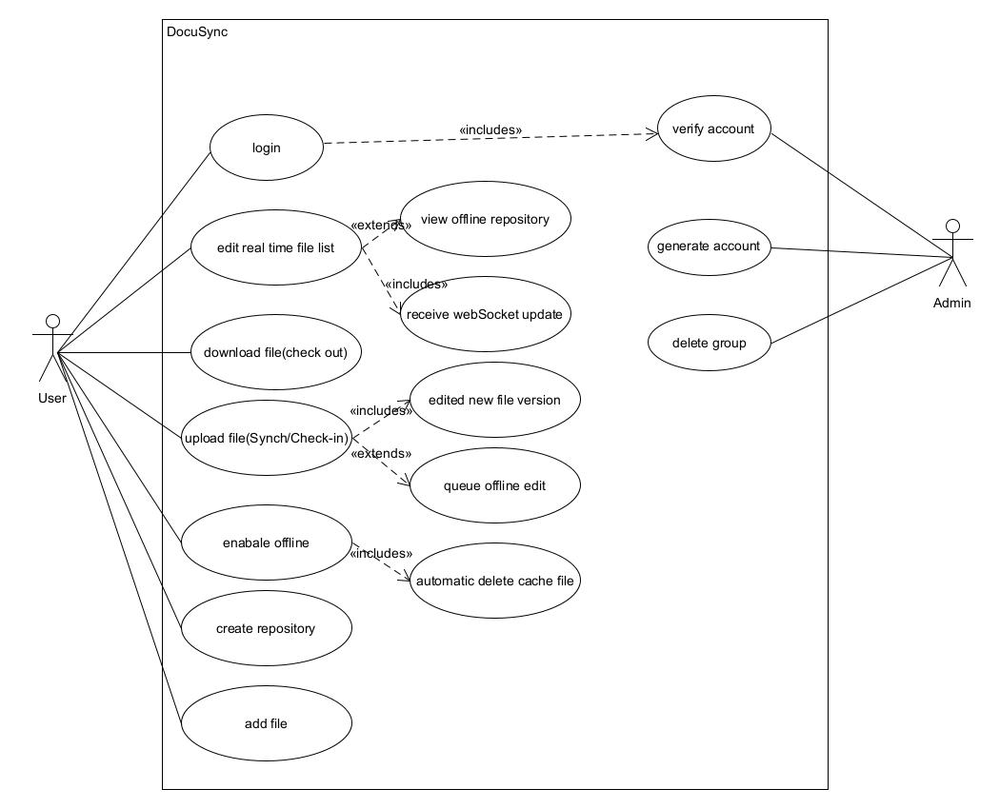 DocuSync
login
«includes»
verify account
edit real time file list
«extends»
view offline repository
«includes»
receive webSocket update
generate account
Admin
download file(check out)
delete group
User
upload file(Synch/Check-in)
«includes»
edited new file version
«extends»
queue offline edit
enabale offline
«includes»
automatic delete cache file
create repository
add file